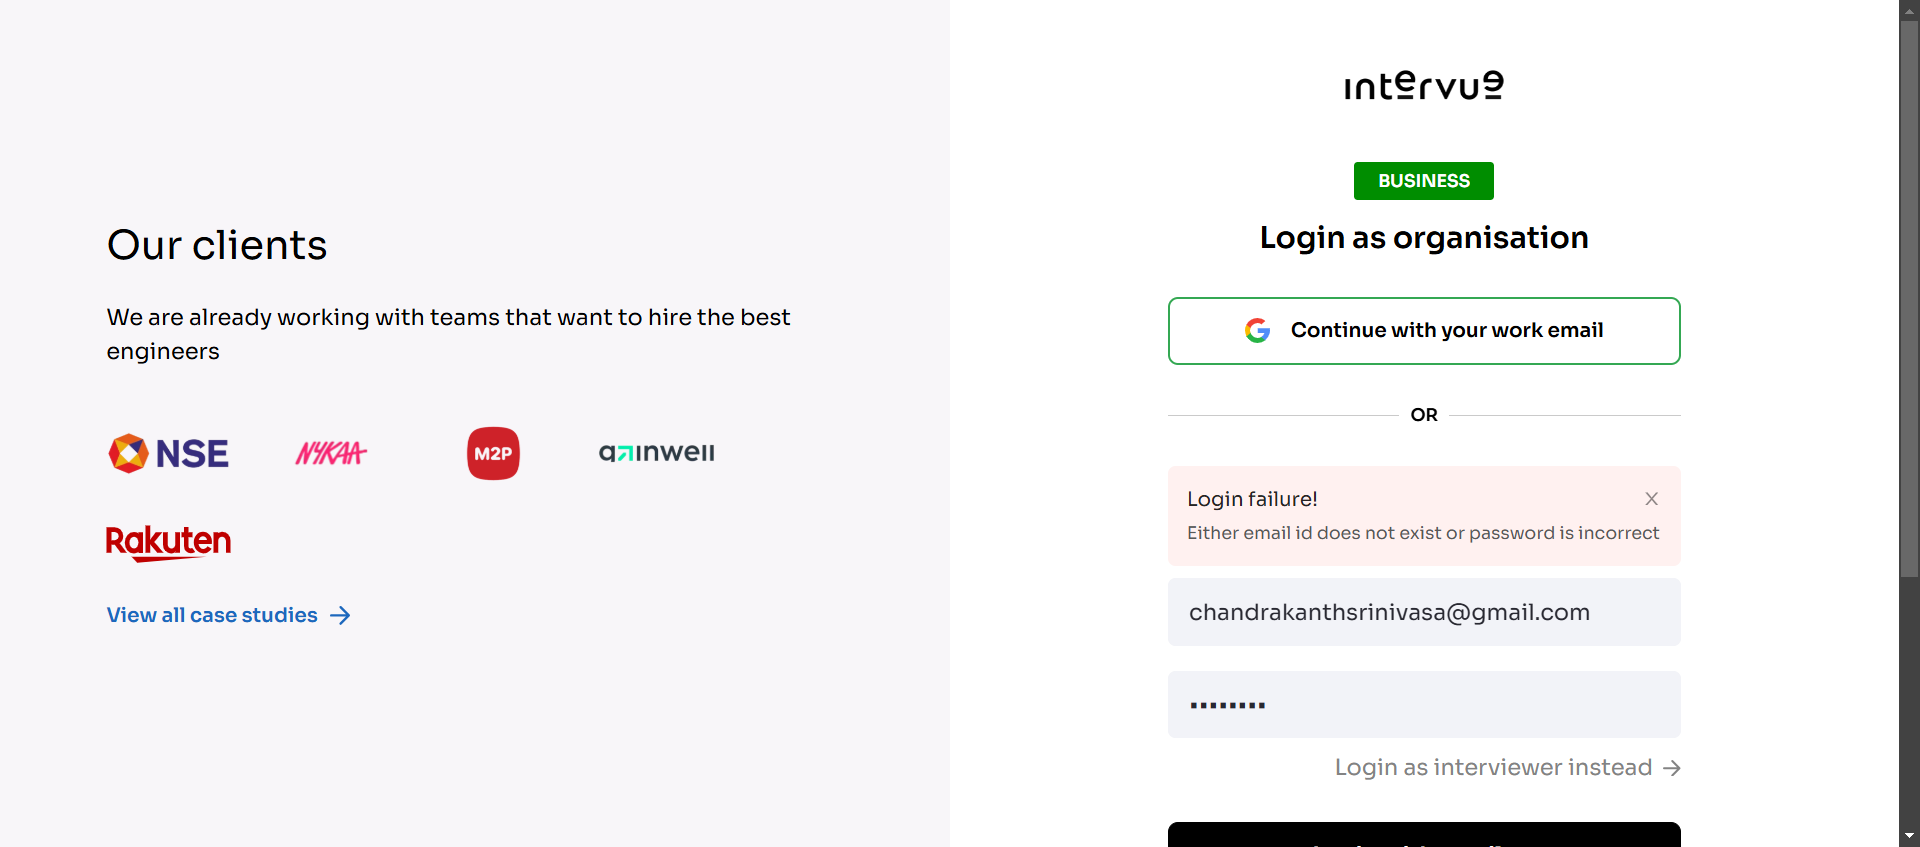 Our clients
We are already working with teams that want to hire the best
engineers
NSE
NYKAA
M2P
gainwell
Rakuten
View all case studies
intervue
BUSINESS
Login as organisation
Continue with your work email
OR
Login failure!
X
Either email id does not exist or password is incorrect
chandrakanthsrinivasa@gmail.com
Login as interviewer instead